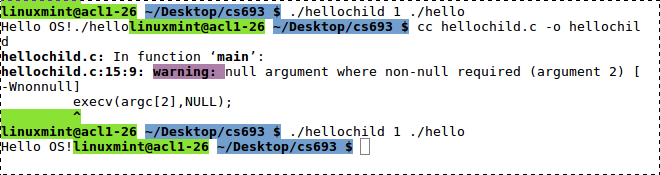 linuxmint@acl1-26 ~/Desktop/cs693 $ ./hellochild 1 ./hello
Hello OS!./hellolinuxmint@acl1-26 ~/Desktop/cs693 $ cc hellochild.c -o hellochil
d
hellochild.c: In function ‘main’:
hellochild.c:15:9: warning: null argument where non-null required (argument 2) [
-Wnonnull]
execv(argc[2],NULL);
^
linuxmint@acl1-26 ~/Desktop/cs693 $ ./hellochild 1 ./hello
Hello OS!linuxmint@acl1-26 ~/Desktop/cs693 $